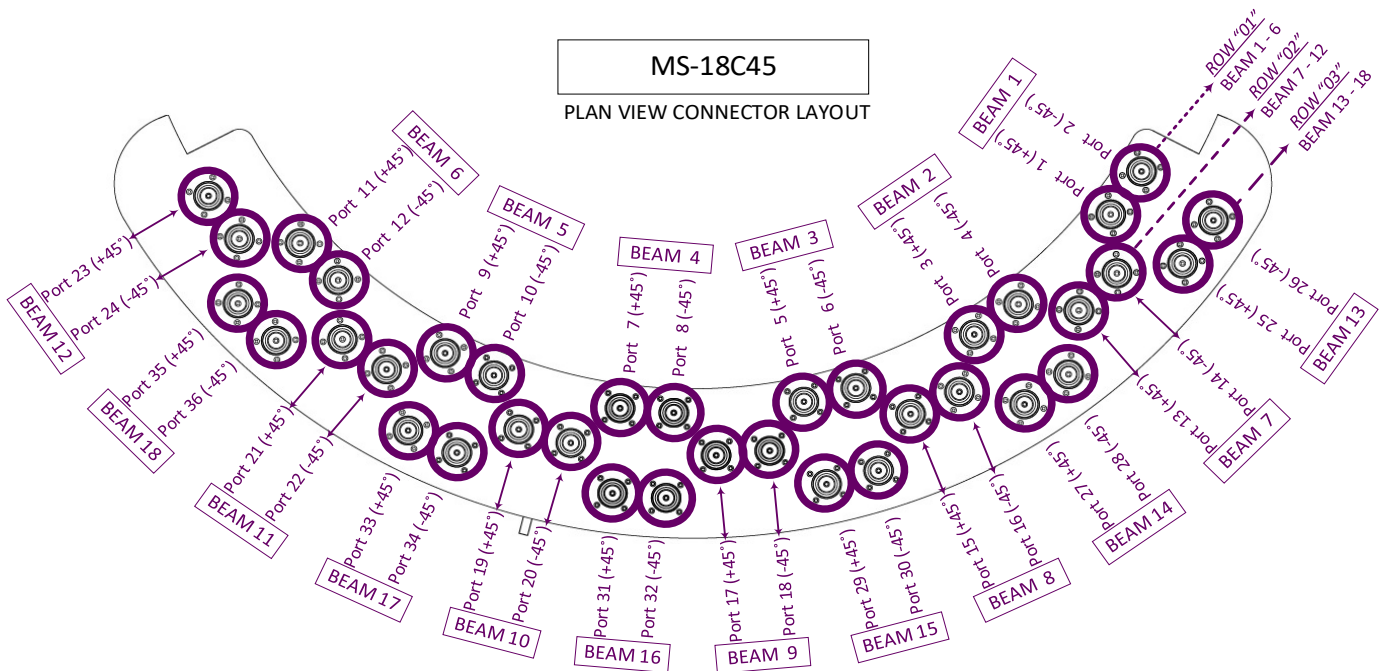 MS-18C45
PLAN VIEW CONNECTOR LAYOUT
ROW "01"
BEAM 1 - 6
ROW "02"
BEAM 7 - 12
ROW "03"
BEAM 13 - 18
BEAM 6
Port 11 (+45°)
Port 12 (-45°)
BEAM 5
Port 9 (+45°)
Port 10 (-45°)
BEAM 4
Port 7 (+45°)
Port 8 (-45°)
BEAM 3
Port 5 (+45°)
Port 6 (-45°)
BEAM 2
Port 3 (+45°)
Port 4 (-45°)
BEAM 1
Port 1 (+45°)
Port 2 (-45°)
Port 23 (+45°)
Port 24 (-45°)
BEAM 12
Port 35 (+45°)
Port 36 (-45°)
BEAM 18
Port 21 (+45°)
Port 22 (-45°)
BEAM 11
Port 33 (+45°)
Port 34 (-45°)
BEAM 17
Port 19 (+45°)
Port 20 (-45°)
BEAM 10
Port 31 (+45°)
Port 32 (-45°)
BEAM 16
Port 17 (+45°)
Port 18 (-45°)
BEAM 9
Port 29 (+45°)
Port 30 (-45°)
BEAM 15
Port 15 (+45°)
Port 16 (-45°)
BEAM 8
Port 27 (+45°)
Port 28 (-45°)
BEAM 14
Port 13 (+45°)
Port 14 (-45°)
BEAM 7
Port 25 (+45°)
Port 26 (-45°)
BEAM 13